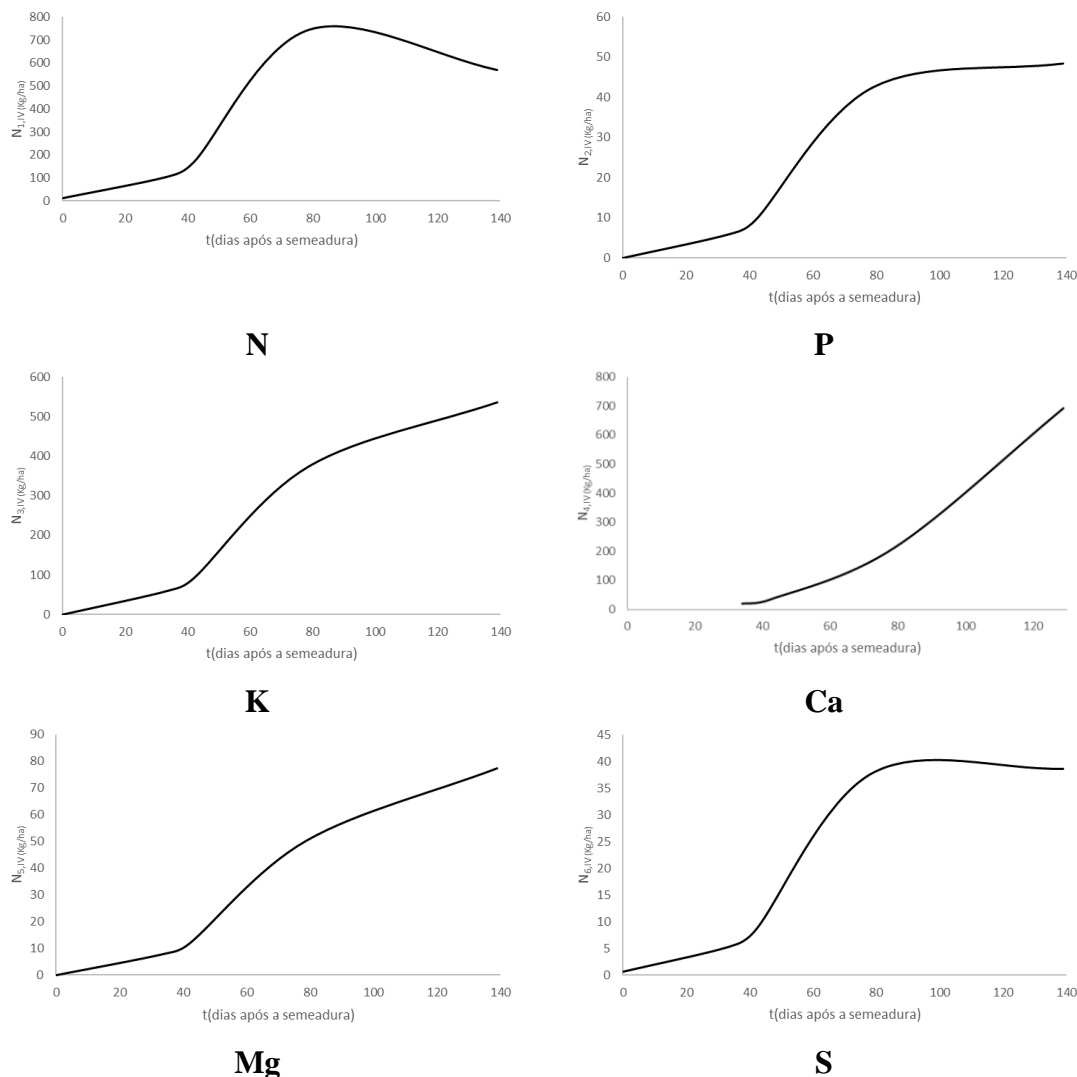 800
700
600
500
400
300
200
100
0
N1,IV (Kg/ha)
0 20 40 60 80 100 120 140
t(dias após a semeadura)
N
60
50
40
30
20
10
0
N2,IV (Kg/ha)
0 20 40 60 80 100 120 140
t(dias após a semeadura)
P
600
500
400
300
200
100
0
N3,IV (Kg/ha)
0 20 40 60 80 100 120 140
t(dias após a semeadura)
K
800
700
600
500
400
300
200
100
0
N4,IV (Kg/ha)
0 20 40 60 80 100 120
t(dias após a semeadura)
Ca
90
80
70
60
50
40
30
20
10
0
N5,IV (Kg/ha)
0 20 40 60 80 100 120 140
t(dias após a semeadura)
Mg
45
40
35
30
25
20
15
10
5
0
N6,IV (Kg/ha)
0 20 40 60 80 100 120 140
t(dias após a semeadura)
S